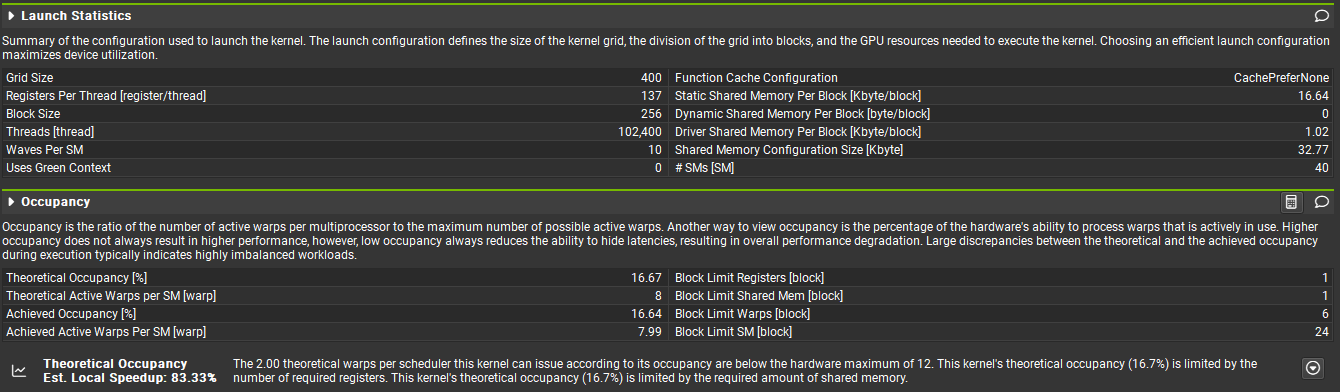 Launch Statistics
Summary of the configuration used to launch the kernel. The launch configuration defines the size of the kernel grid, the division of the grid into blocks, and the GPU resources needed to execute the kernel. Choosing an efficient launch configuration
maximizes device utilization.
Grid Size 400 Function Cache Configuration CachePreferNone
Registers Per Thread [register/thread] 137 Static Shared Memory Per Block [Kbyte/block] 16.64
Block Size 256 Dynamic Shared Memory Per Block [byte/block] 0
Threads [thread] 102,400 Driver Shared Memory Per Block [Kbyte/block] 1.02
Waves Per SM 10 Shared Memory Configuration Size [Kbyte] 32.77
Uses Green Context 0 # SMs [SM] 40
Occupancy
Occupancy is the ratio of the number of active warps per multiprocessor to the maximum number of possible active warps. Another way to view occupancy is the percentage of the hardware's ability to process warps that is actively in use. Higher
occupancy does not always result in higher performance, however, low occupancy always reduces the ability to hide latencies, resulting in overall performance degradation. Large discrepancies between the theoretical and the achieved occupancy
during execution typically indicates highly imbalanced workloads.
Theoretical Occupancy [%] 16.67 Block Limit Registers [block] 1
Theoretical Active Warps per SM [warp] 8 Block Limit Shared Mem [block] 1
Achieved Occupancy [%] 16.64 Block Limit Warps [block] 6
Achieved Active Warps Per SM [warp] 7.99 Block Limit SM [block] 24
Theoretical Occupancy The 2.00 theoretical warps per scheduler this kernel can issue according to its occupancy are below the hardware maximum of 12. This kernel's theoretical occupancy (16.7%) is limited by the
Est. Local Speedup: 83.33% number of required registers. This kernel's theoretical occupancy (16.7%) is limited by the required amount of shared memory.